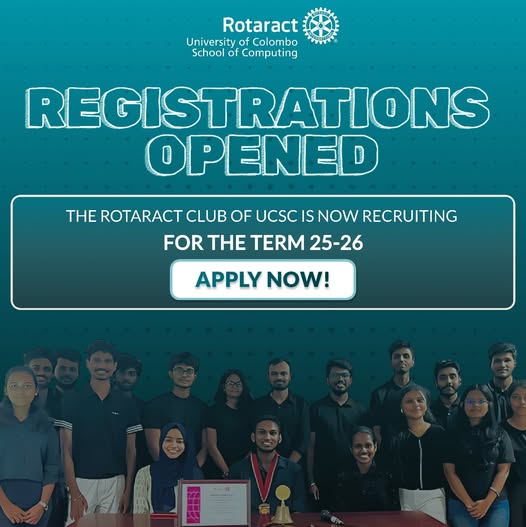 Rotaract
University of Colombo
School of Computing
REGISTRATIONS
OPENED
THE ROTARACT CLUB OF UCSC IS NOW RECRUITING
FOR THE TERM 25-26
APPLY NOW!